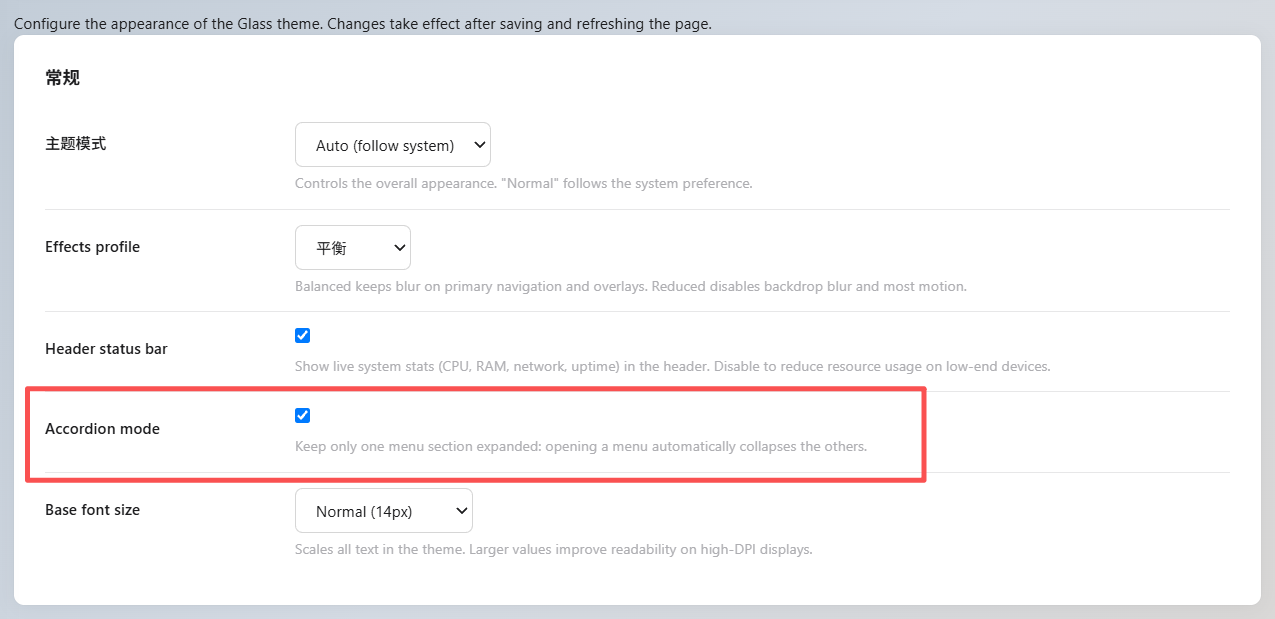 Configure the appearance of the Glass theme. Changes take effect after saving and refreshing the page.
常规
主题模式
Auto (follow system)
Controls the overall appearance. "Normal" follows the system preference.
Effects profile
平衡
Balanced keeps blur on primary navigation and overlays. Reduced disables backdrop blur and most motion.
Header status bar
Show live system stats (CPU, RAM, network, uptime) in the header. Disable to reduce resource usage on low-end devices.
Accordion mode
Keep only one menu section expanded: opening a menu automatically collapses the others.
Base font size
Normal (14px)
Scales all text in the theme. Larger values improve readability on high-DPI displays.